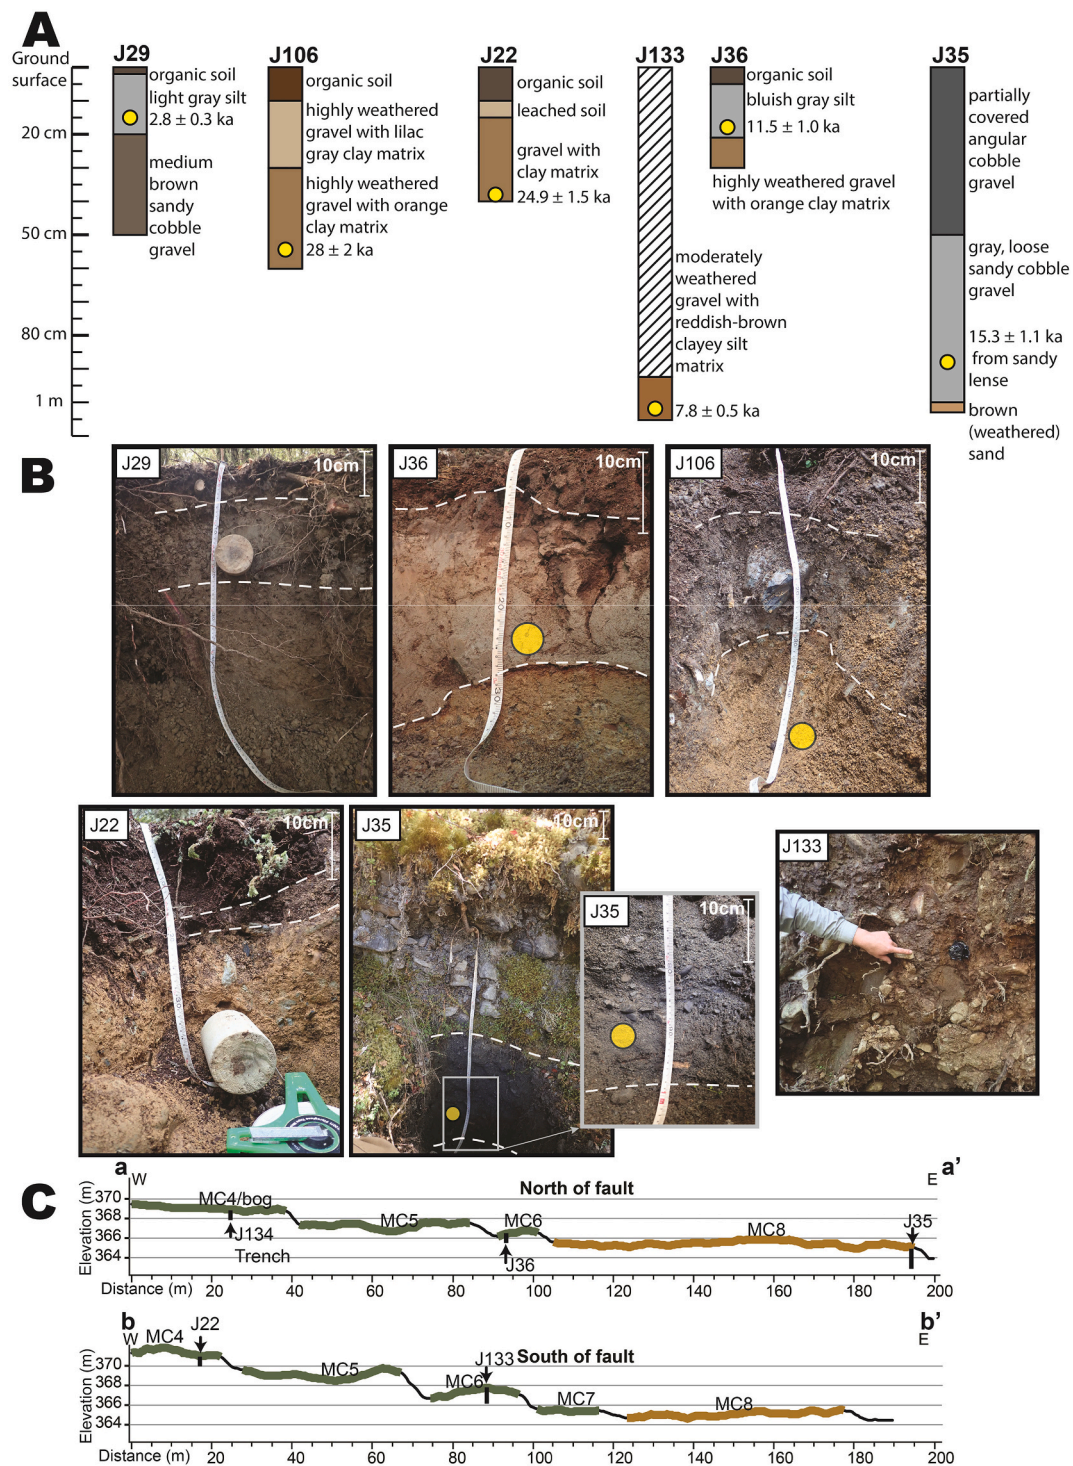 A
J29
J106
J22
J133
J36
J35
Ground
surface
20 cm
50 cm
80 cm
1 m
organic soil
light gray silt
2.8 ± 0.3 ka
medium
brown
sandy
cobble
gravel
organic soil
highly weathered
gravel with lilac
gray clay matrix
highly weathered
gravel with orange
clay matrix
28 ± 2 ka
organic soil
leached soil
gravel with
clay matrix
24.9 ± 1.5 ka
moderately
weathered
gravel with
reddish-brown
clayey silt
matrix
7.8 ± 0.5 ka
organic soil
bluish gray silt
11.5 ± 1.0 ka
highly weathered gravel
with orange clay matrix
partially
covered
angular
cobble
gravel
gray, loose
sandy cobble
gravel
15.3 ± 1.1 ka
from sandy
lense
brown
(weathered)
sand
B
J29
10cm
J36
10cm
J106
10cm
J22
10cm
J35
10cm
J35
10cm
J133
C
a
W
North of fault
E
a’
Elevation (m)
370
368
366
364
MC4/bog
J134
Trench
MC5
MC6
J36
MC8
J35
Distance (m)
20
40
60
80
100
120
140
160
180
200
b
W
South of fault
E
b’
Elevation (m)
370
368
366
364
MC4
J22
MC5
MC6
J133
MC7
MC8
Distance (m)
20
40
60
80
100
120
140
160
180
200